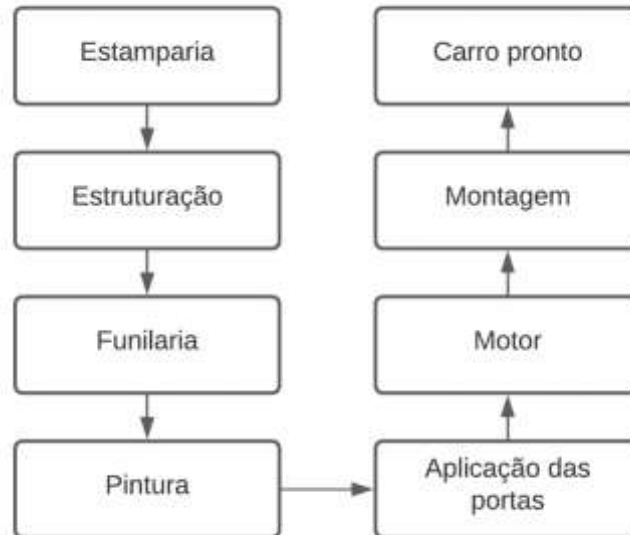 Estamparia
Estruturação
Funilaria
Pintura
Aplicação das
portas
Motor
Montagem
Carro pronto